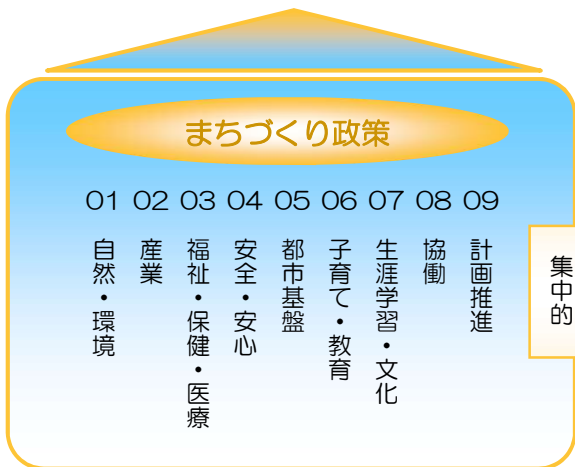 まちづくり政策
01 02 03 04 05 06 07 08 09
自然・環境
産業
福祉・保健・医療
安全・安心
都市基盤
子育て・教育
生涯学習・文化
協働
計画推進
集中的